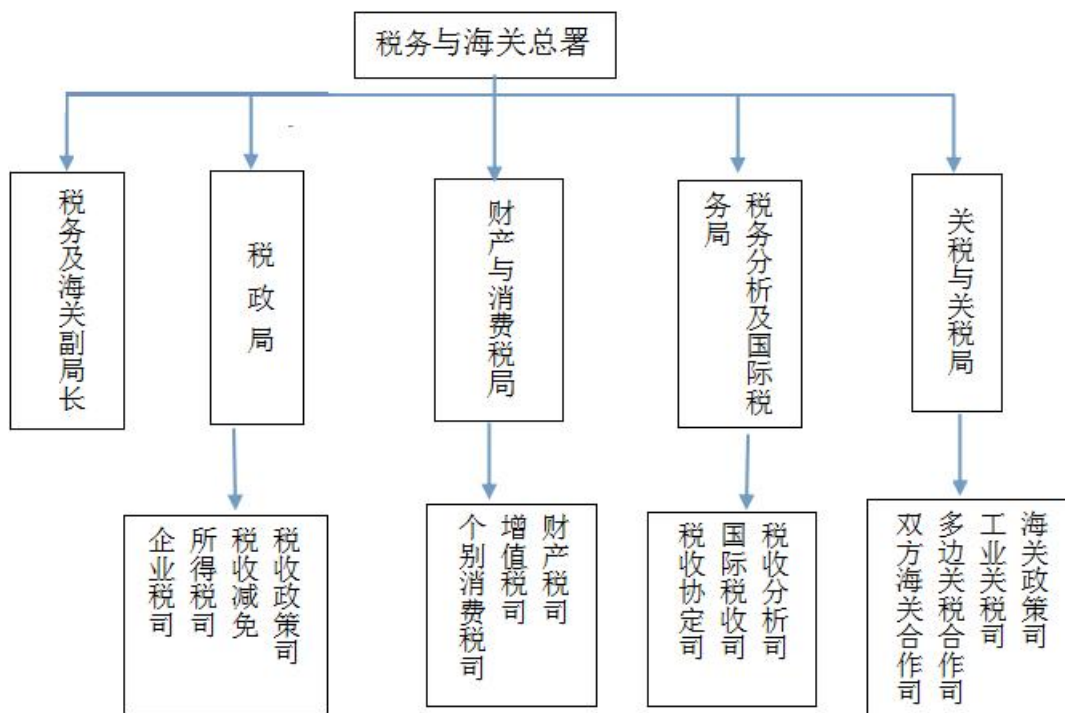 税务与海关总署
税务及海关副局长
税政局
财产与消费税局
税务分析及国际税
务局
关税与关税局
税收政策司
税收减免
所得税司
企业税司
财产税司
增值税司
个别消费税司
税收分析司
国际税收司
税收协定司
海关政策司
工业关税司
多边关税合作司
双方海关合作司